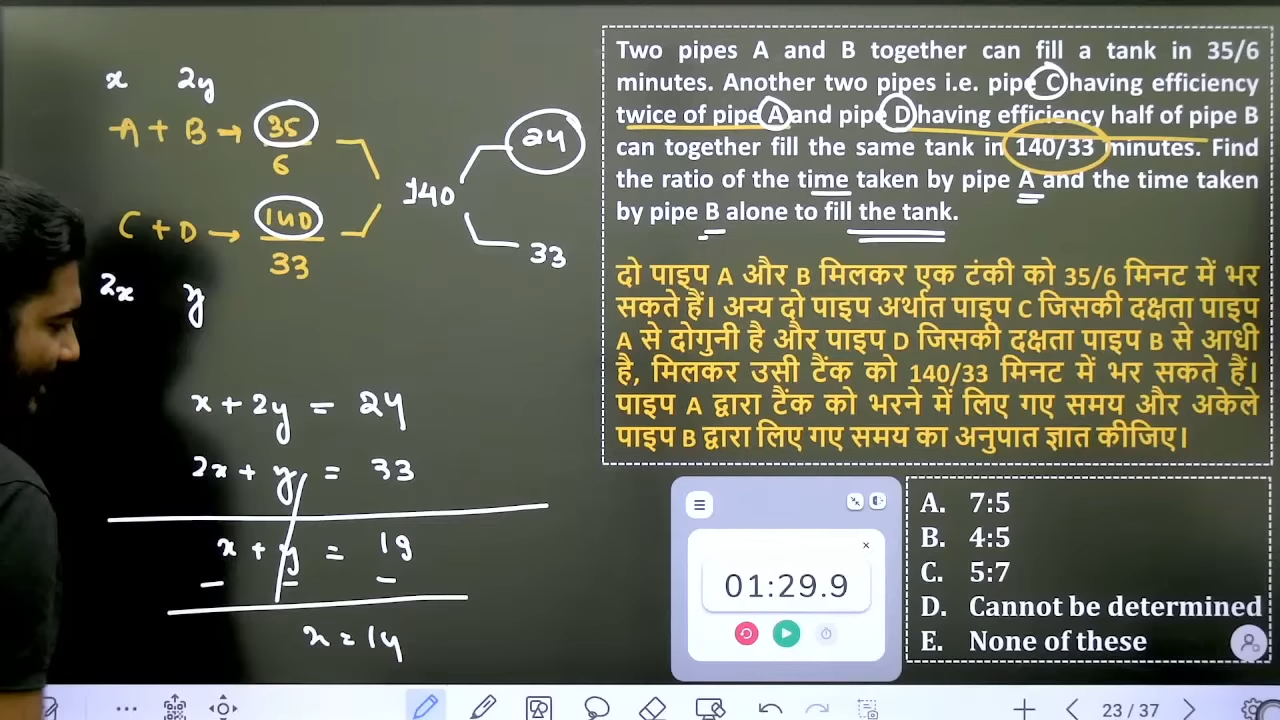 x 2y
A + B → 35/6
C + D → 140/33
2x y
140
24
33
x + 2y = 24
2x + y = 33
x + y = 19
x = 14
Two pipes A and B together can fill a tank in 35/6
minutes. Another two pipes i.e. pipe C having efficiency
twice of pipe A and pipe D having efficiency half of pipe B
can together fill the same tank in 140/33 minutes. Find
the ratio of the time taken by pipe A and the time taken
by pipe B alone to fill the tank.
दो पाइप A और B मिलकर एक टंकी को 35/6 मिनट में भर
सकते हैं। अन्य दो पाइप अर्थात पाइप C जिसकी दक्षता पाइप
A से दोगुनी है और पाइप D जिसकी दक्षता पाइप B से आधी
है, मिलकर उसी टैंक को 140/33 मिनट में भर सकते हैं।
पाइप A द्वारा टैंक को भरने में लिए गए समय और अकेले
पाइप B द्वारा लिए गए समय का अनुपात ज्ञात कीजिए।
01:29.9
A. 7:5
B. 4:5
C. 5:7
D. Cannot be determined
E. None of these
23 / 37